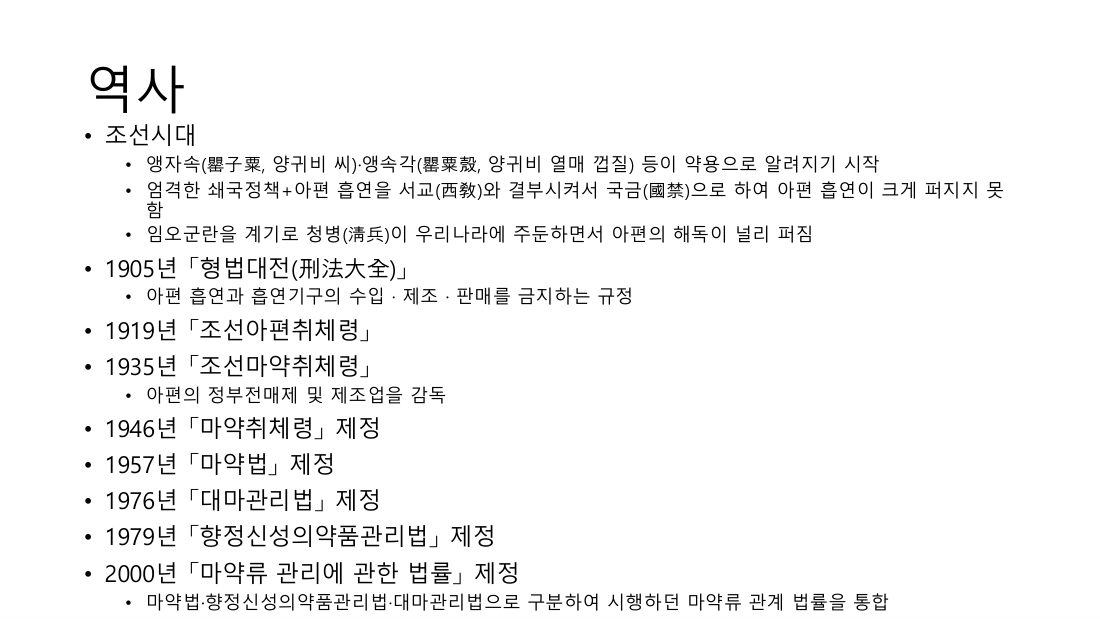 역사
• 조선시대
• 앵자속(罌子粟, 양귀비 씨)·앵속각(罌粟殼, 양귀비 열매 껍질) 등이 약용으로 알려지기 시작
• 엄격한 쇄국정책+아편 흡연을 서교(西敎)와 결부시켜서 국금(國禁)으로 하여 아편 흡연이 크게 퍼지지 못
함
• 임오군란을 계기로 청병(淸兵)이 우리나라에 주둔하면서 아편의 해독이 널리 퍼짐
• 1905년「형법대전(刑法大全)」
• 아편 흡연과 흡연기구의 수입 · 제조 · 판매를 금지하는 규정
• 1919년「조선아편취체령」
• 1935년「조선마약취체령」
• 아편의 정부전매제 및 제조업을 감독
• 1946년「마약취체령」제정
• 1957년「마약법」제정
• 1976년「대마관리법」제정
• 1979년「향정신성의약품관리법」제정
• 2000년「마약류 관리에 관한 법률」제정
• 마약법·향정신성의약품관리법·대마관리법으로 구분하여 시행하던 마약류 관계 법률을 통합